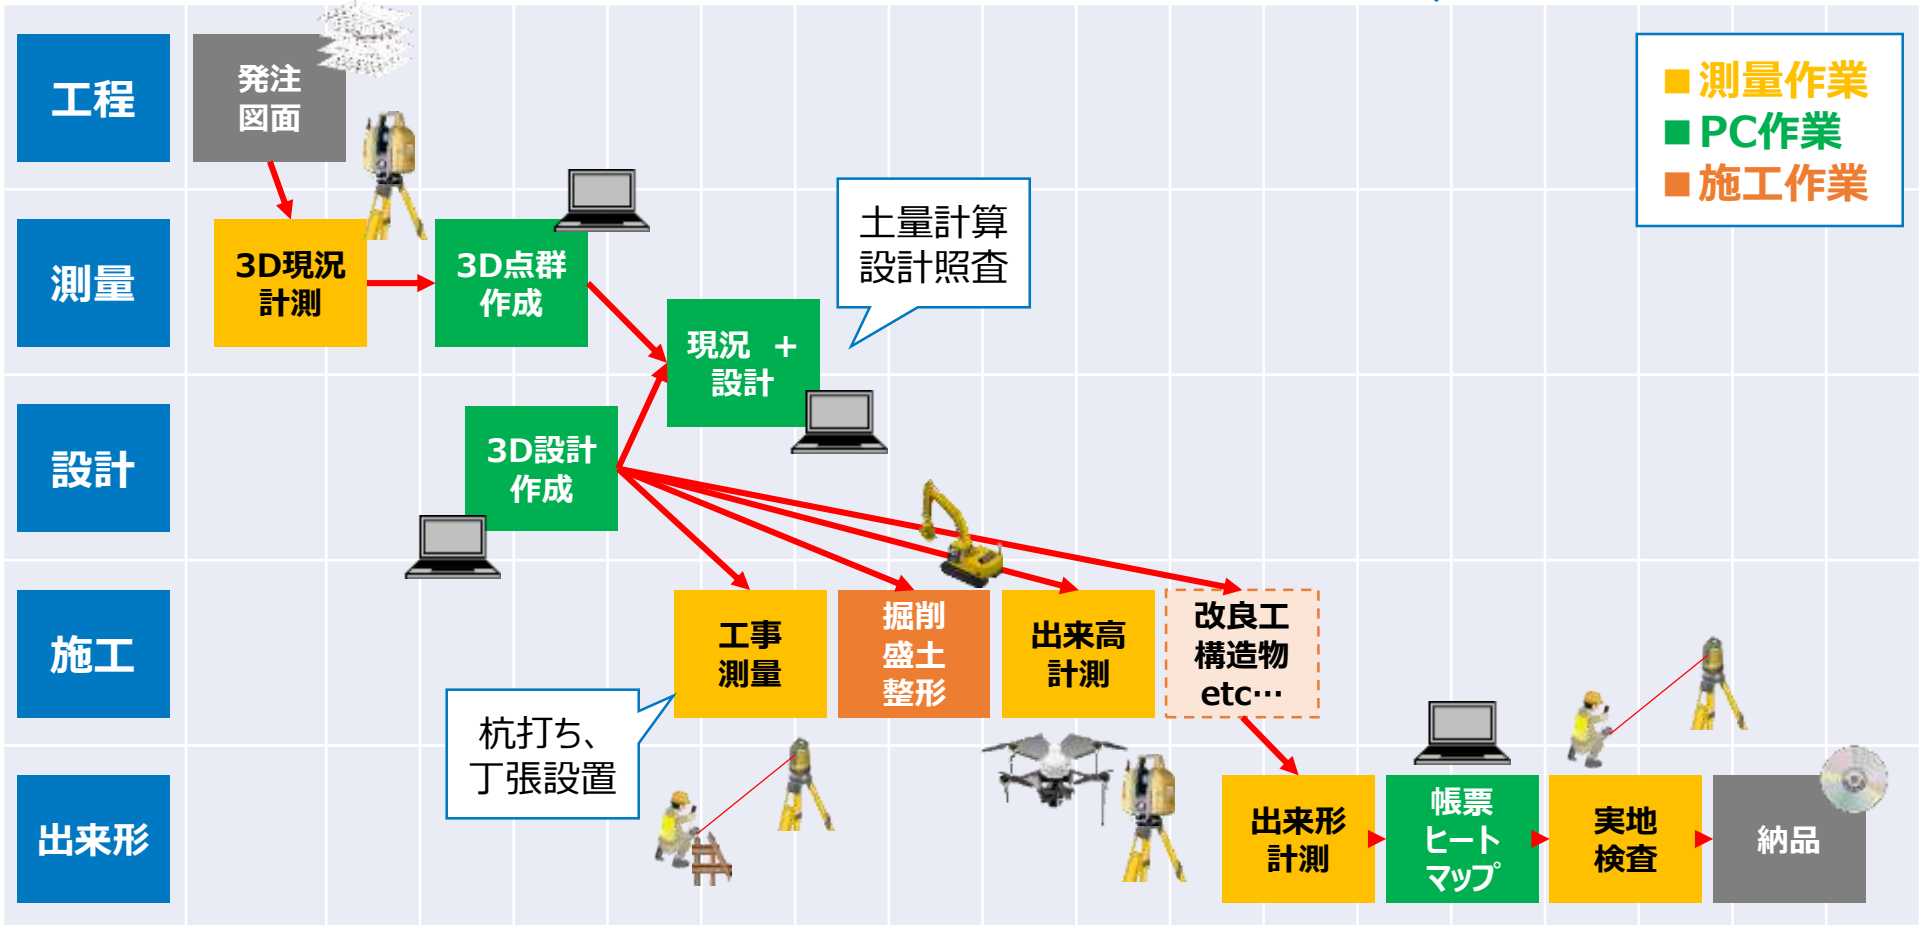 工程
発注
図面
■測量作業
■PC作業
■施工作業
測量
3D現況
計測
3D点群
作成
土量計算
設計照査
現況　+
設計
設計
3D設計
作成
施工
工事
測量
掘削
盛土
整形
出来高
計測
改良工
構造物
etc…
杭打ち、
丁張設置
出来形
出来形
計測
帳票
ヒート
マップ
実地
検査
納品